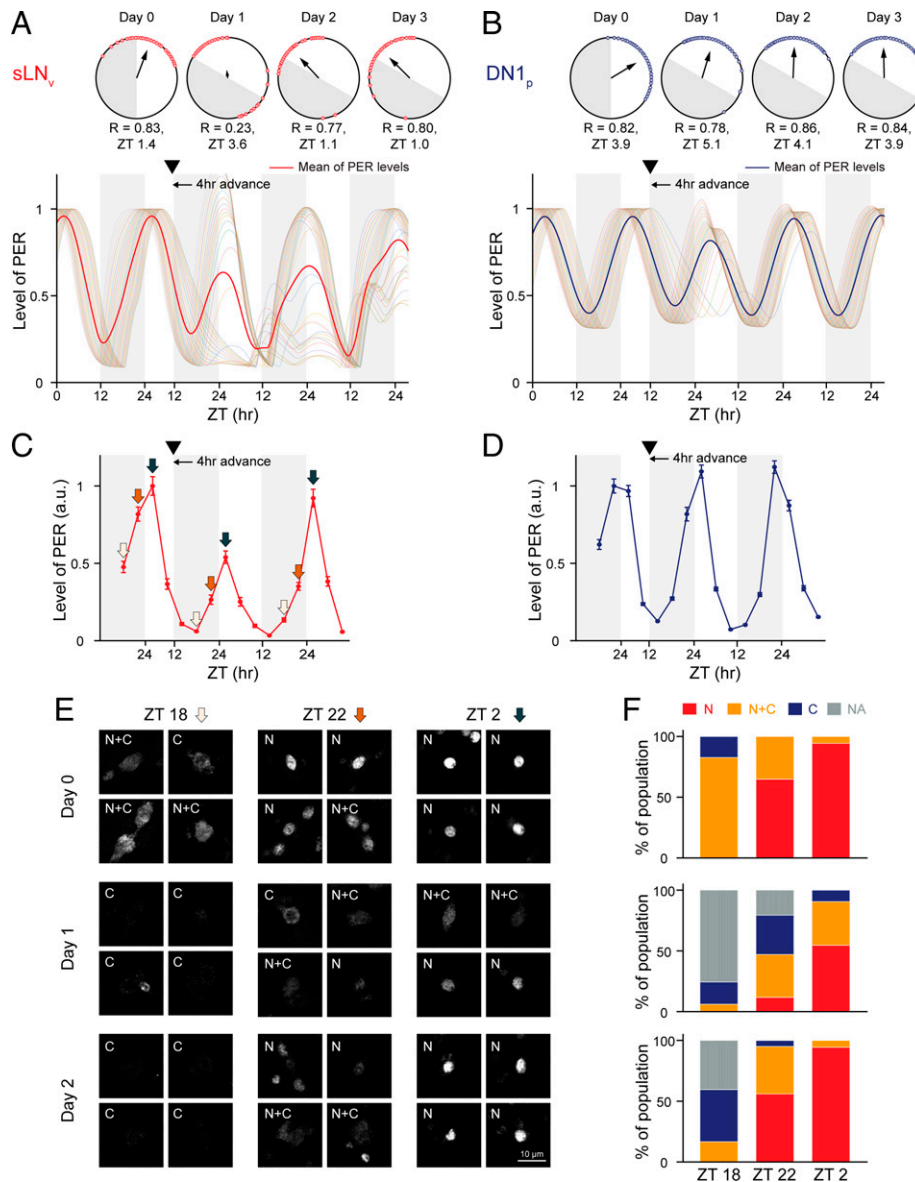 A
sLNv
Day 0
Day 1
Day 2
Day 3
R = 0.83,
ZT 1.4
R = 0.23,
ZT 3.6
R = 0.77,
ZT 1.1
R = 0.80,
ZT 1.0
Mean of PER levels
4hr advance
Level of PER
1
0.5
0
0
12
24
12
24
12
24
12
24
ZT (hr)
B
DN1p
Day 0
Day 1
Day 2
Day 3
R = 0.82,
ZT 3.9
R = 0.78,
ZT 5.1
R = 0.86,
ZT 4.1
R = 0.84,
ZT 3.9
Mean of PER levels
4hr advance
Level of PER
1
0.5
0
12
24
12
24
12
24
12
24
ZT (hr)
C
4hr advance
Level of PER (a.u.)
1
0.5
0
24
12
24
12
24
ZT (hr)
D
4hr advance
Level of PER (a.u.)
1
0.5
0
24
12
24
12
24
ZT (hr)
E
ZT 18
ZT 22
ZT 2
Day 0
N+C
C
N
N
N
N
N+C
N+C
N
N+C
N
N
Day 1
C
C
C
N+C
N+C
N+C
C
C
N+C
N
N
N
Day 2
C
C
N
N
N
N
C
C
N+C
N+C
N
N
10 µm
F
N
N+C
C
NA
% of population
100
50
0
% of population
100
50
0
% of population
100
50
0
ZT 18
ZT 22
ZT 2